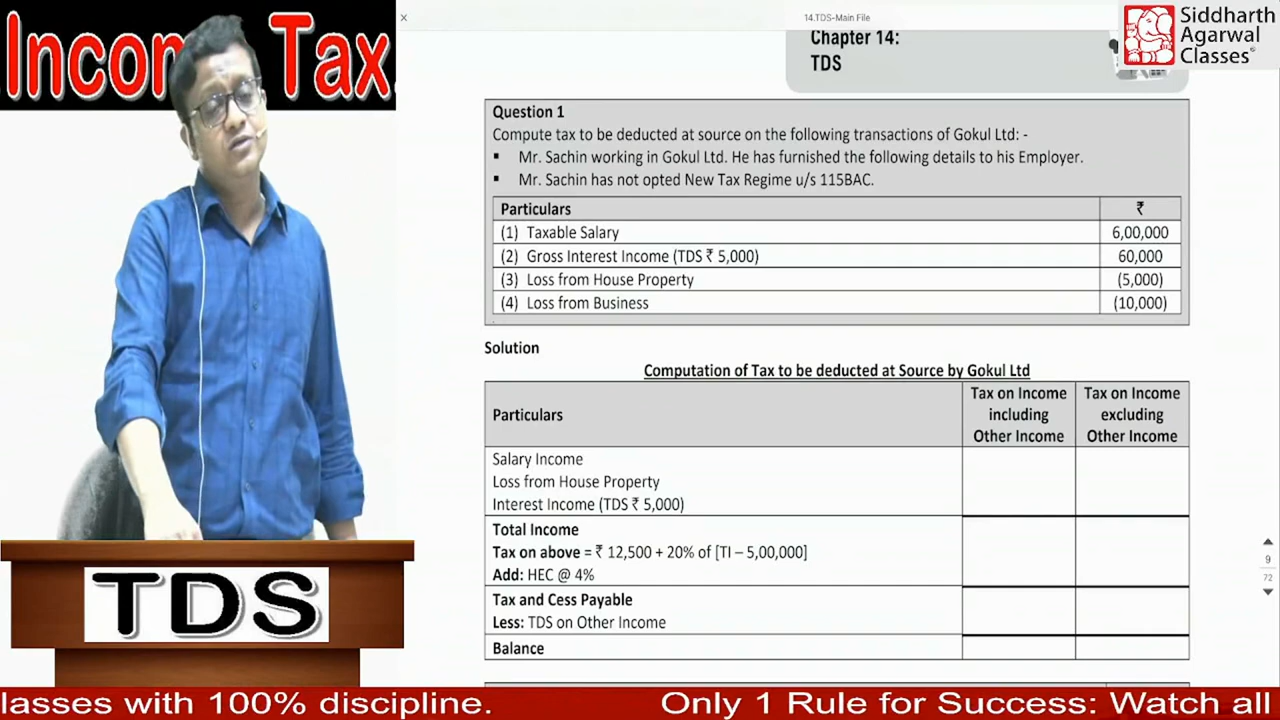 Income Tax.
14.TDS-Main File
Siddharth
Agarwal
Classes
Chapter 14:
TDS
Question 1
Compute tax to be deducted at source on the following transactions of Gokul Ltd: -
▪ Mr. Sachin working in Gokul Ltd. He has furnished the following details to his Employer.
▪ Mr. Sachin has not opted New Tax Regime u/s 115BAC.
Particulars ₹
(1) Taxable Salary 6,00,000
(2) Gross Interest Income (TDS ₹ 5,000) 60,000
(3) Loss from House Property (5,000)
(4) Loss from Business (10,000)
Solution
Computation of Tax to be deducted at Source by Gokul Ltd
Particulars
Tax on Income
including
Other Income
Tax on Income
excluding
Other Income
Salary Income
Loss from House Property
Interest Income (TDS ₹ 5,000)
Total Income
Tax on above = ₹ 12,500 + 20% of [TI – 5,00,000]
Add: HEC @ 4%
Tax and Cess Payable
Less: TDS on Other Income
Balance
9
72
TDS
lasses with 100% discipline. Only 1 Rule for Success: Watch all